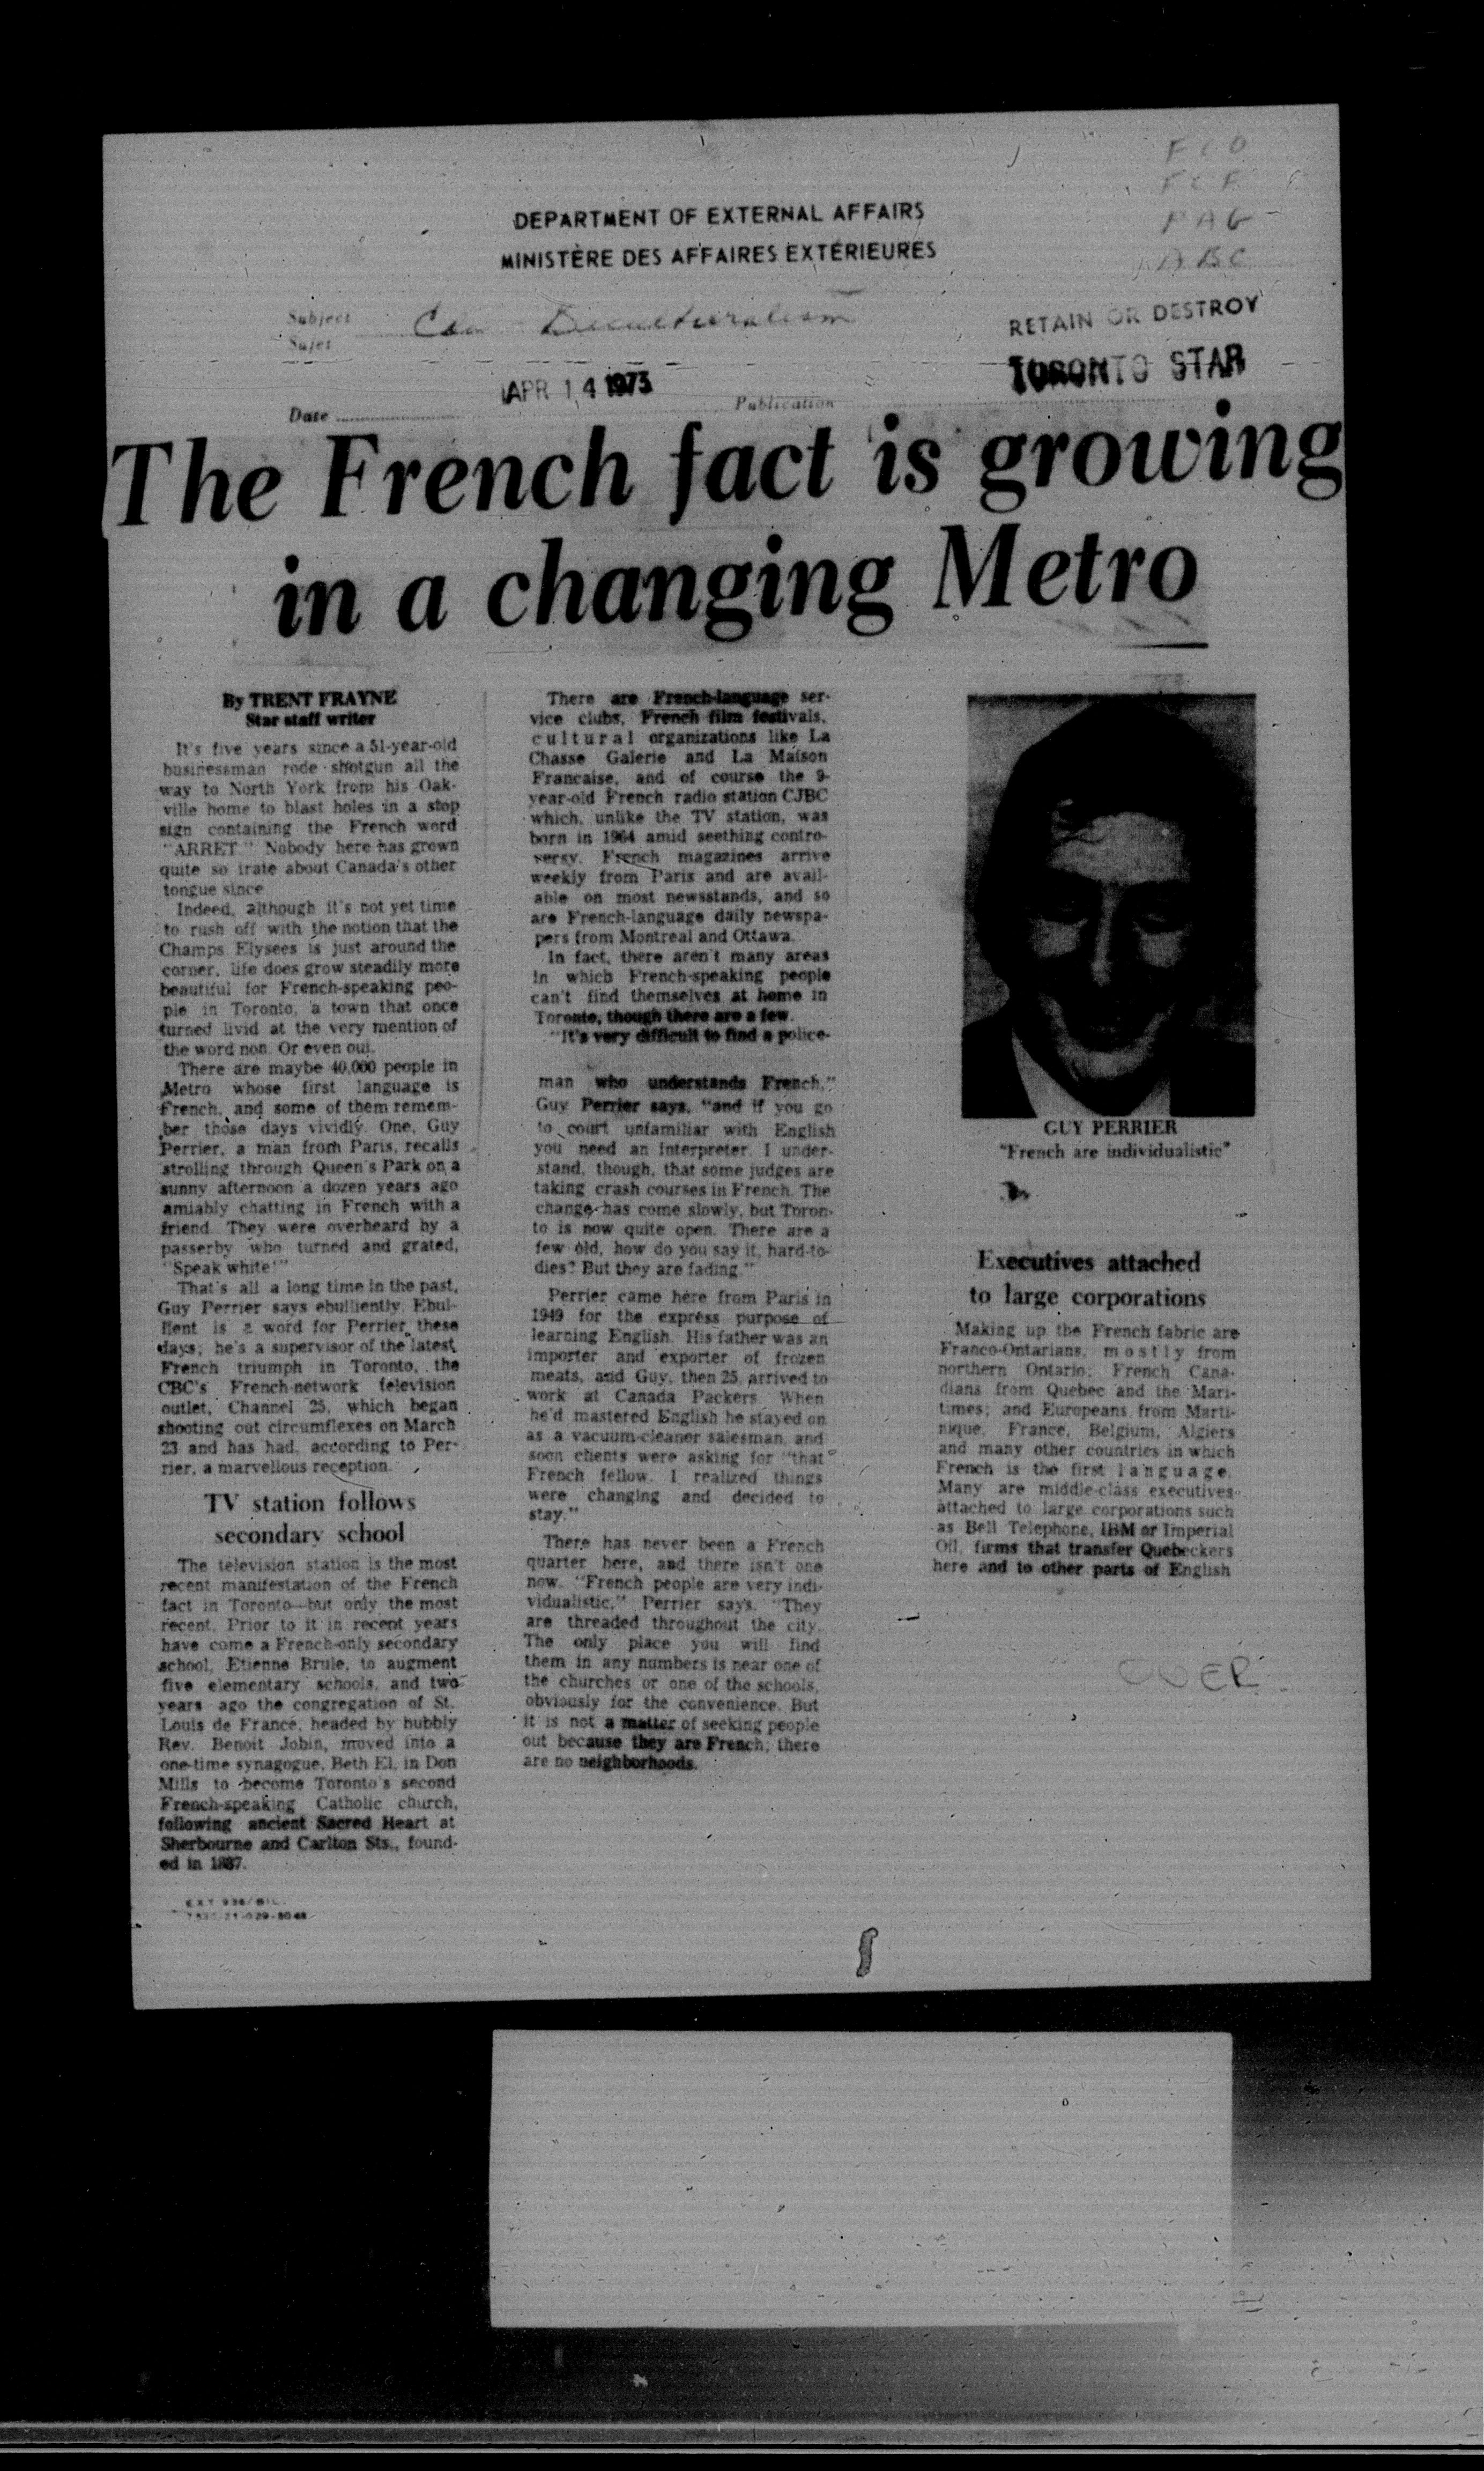 F C O
F C F
P A G
A B C
DEPARTMENT OF EXTERNAL AFFAIRS
MINISTÈRE DES AFFAIRES EXTÉRIEURES
Subject
Sujet
Biculturalism
RETAIN OR DESTROY
TORONTO STAR
APR 14 1973
Date
Publication
The French fact is growing
in a changing Metro
By TRENT FRAYNE
Star staff writer
It's five years since a 51-year-old
businessman rode shotgun all the
way to North York from his Oak-
ville home to blast holes in a stop
sign containing the French word
"ARRET." Nobody here has grown
quite so irate about Canada's other
tongue since.
Indeed, although it's not yet time
to rush off with the notion that the
Champs Elysees is just around the
corner, life does grow steadily more
beautiful for French-speaking peo-
ple in Toronto, a town that once
turned livid at the very mention of
the word non. Or even oui.
There are maybe 40,000 people in
Metro whose first language is
French, and some of them remem-
ber those days vividly. One, Guy
Perrier, a man from Paris, recalls
strolling through Queen's Park on a
sunny afternoon a dozen years ago
amiably chatting in French with a
friend. They were overheard by a
passerby who turned and grated,
"Speak white!"
That's all a long time in the past,
Guy Perrier says ebulliently. Ebul-
lient is a word for Perrier these
days; he's a supervisor of the latest
French triumph in Toronto, the
CBC's French-network television
outlet, Channel 25, which began
shooting out circumflexes on March
23 and has had, according to Per-
rier, a marvellous reception.
TV station follows
secondary school
The television station is the most
recent manifestation of the French
fact in Toronto—but only the most
recent. Prior to it in recent years
have come a French-only secondary
school, Etienne Brule, to augment
five elementary schools, and two
years ago the congregation of St.
Louis de France, headed by bubbly
Rev. Benoit Jobin, moved into a
one-time synagogue, Beth El, in Don
Mills to become Toronto's second
French-speaking Catholic church,
following ancient Sacred Heart at
Sherbourne and Carlton Sts., found-
ed in 1887.
There are French-language ser-
vice clubs, French film festivals,
cultural organizations like La
Chasse Galerie and La Maison
Francaise, and of course the 9-
year-old French radio station CJBC
which, unlike the TV station, was
born in 1964 amid seething contro-
versy. French magazines arrive
weekly from Paris and are avail-
able on most newsstands, and so
are French-language daily newspa-
pers from Montreal and Ottawa.
In fact, there aren't many areas
in which French-speaking people
can't find themselves at home in
Toronto, though there are a few.
"It's very difficult to find a police-
man who understands French,"
Guy Perrier says, "and if you go
to court unfamiliar with English
you need an interpreter. I under-
stand, though, that some judges are
taking crash courses in French. The
change has come slowly, but Toron-
to is now quite open. There are a
few old, how do you say it, hard-to-
dies? But they are fading."
Perrier came here from Paris in
1949 for the express purpose of
learning English. His father was an
importer and exporter of frozen
meats, and Guy, then 25, arrived to
work at Canada Packers. When
he'd mastered English he stayed on
as a vacuum-cleaner salesman, and
soon clients were asking for "that
French fellow. I realized things
were changing and decided to
stay."
There has never been a French
quarter here, and there isn't one
now. "French people are very indi-
vidualistic," Perrier says. "They
are threaded throughout the city.
The only place you will find
them in any numbers is near one of
the churches or one of the schools,
obviously for the convenience. But
it is not a matter of seeking people
out because they are French; there
are no neighborhoods.
GUY PERRIER
"French are individualistic"
Executives attached
to large corporations
Making up the French fabric are
Franco-Ontarians, mostly from
northern Ontario; French Cana-
dians from Quebec and the Mari-
times; and Europeans from Marti-
nique, France, Belgium, Algiers
and many other countries in which
French is the first language.
Many are middle-class executives
attached to large corporations such
as Bell Telephone, IBM or Imperial
Oil, firms that transfer Quebeckers
here and to other parts of English
OVER